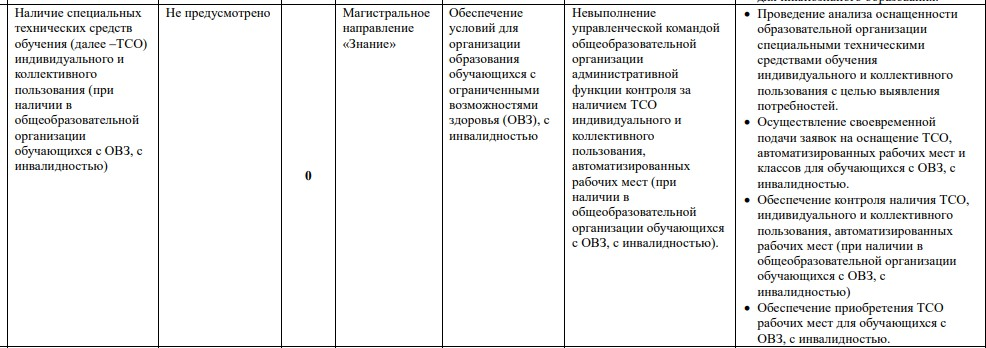 Наличие специальных
технических средств
обучения (далее –ТСО)
индивидуального и
коллективного
пользования (при
наличии в
общеобразовательной
организации
обучающихся с ОВЗ, с
инвалидностью)
Не предусмотрено
0
Магистральное
направление
«Знание»
Обеспечение
условий для
организации
образования
обучающихся с
ограниченными
возможностями
здоровья (ОВЗ), с
инвалидностью
Невыполнение
управленческой командой
общеобразовательной
организации
административной
функции контроля за
наличием ТСО
индивидуального и
коллективного
пользования,
автоматизированных
рабочих мест (при
наличии в
общеобразовательной
организации обучающихся
с ОВЗ, с инвалидностью).
• Проведение анализа оснащенности
образовательной организации
специальными техническими
средствами обучения
индивидуального и коллективного
пользования с целью выявления
потребностей.
• Осуществление своевременной
подачи заявок на оснащение ТСО,
автоматизированных рабочих мест и
классов для обучающихся с ОВЗ, с
инвалидностью.
• Обеспечение контроля наличия ТСО,
индивидуального и коллективного
пользования, автоматизированных
рабочих мест (при наличии в
общеобразовательной организации
обучающихся с ОВЗ, с
инвалидностью)
• Обеспечение приобретения ТСО
рабочих мест для обучающихся с
ОВЗ, с инвалидностью.